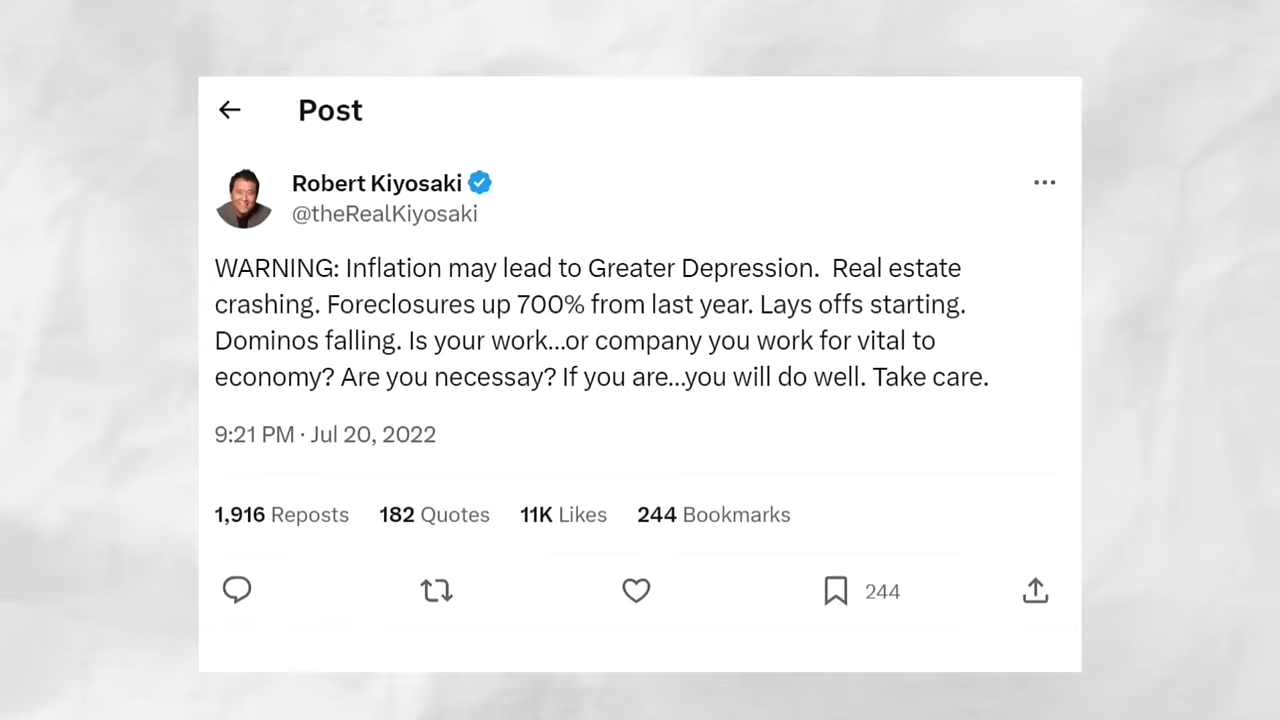 Post
Robert Kiyosaki
@theRealKiyosaki
WARNING: Inflation may lead to Greater Depression.  Real estate
crashing. Foreclosures up 700% from last year. Lays offs starting.
Dominos falling. Is your work...or company you work for vital to
economy? Are you necessay? If you are...you will do well. Take care.
9:21 PM · Jul 20, 2022
1,916 Reposts 182 Quotes 11K Likes 244 Bookmarks
244